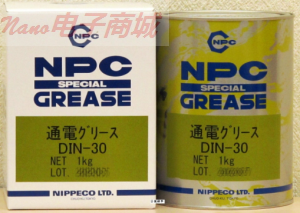 Nano电子商城
NPC
NPC
SPECIAL
GREASE
通電グリース
DIN-30
NET 1kg
LOT.
NIPPECO LTD.
NPC
NPC
SPECIAL
GREASE
通電グリース
DIN-30
NET 1kg
LOT.
NIPPECO LTD.